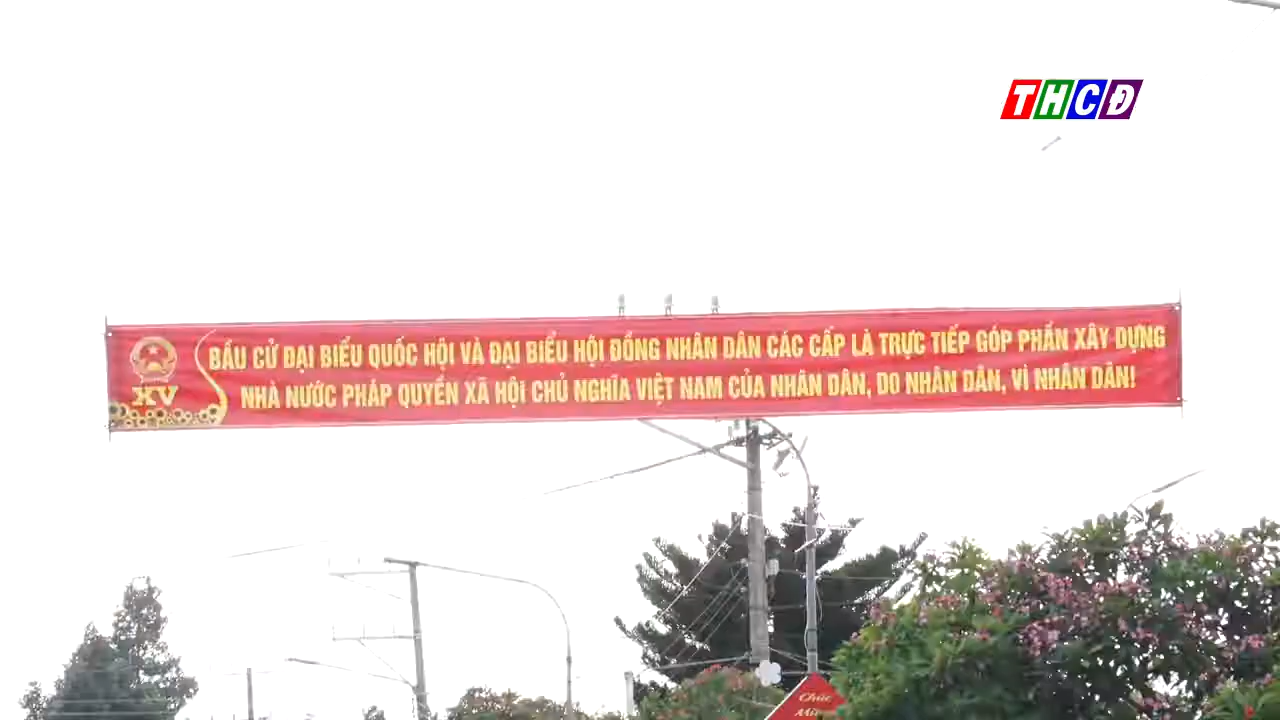 THCĐ
BẦU CỬ ĐẠI BIỂU QUỐC HỘI VÀ ĐẠI BIỂU HỘI ĐỒNG NHÂN DÂN CÁC CẤP LÀ TRỰC TIẾP GÓP PHẦN XÂY DỰNG
NHÀ NƯỚC PHÁP QUYỀN XÃ HỘI CHỦ NGHĨA VIỆT NAM CỦA NHÂN DÂN, DO NHÂN DÂN, VÌ NHÂN DÂN!
XV
Chúc